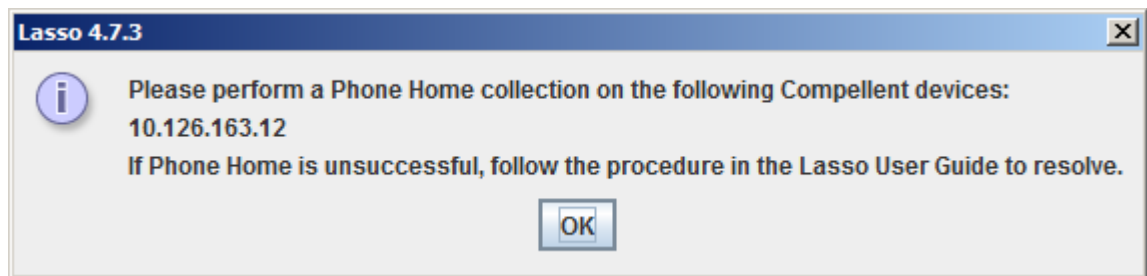 Lasso 4.7.3
Please perform a Phone Home collection on the following Compellent devices:
10.126.163.12
If Phone Home is unsuccessful, follow the procedure in the Lasso User Guide to resolve.
OK